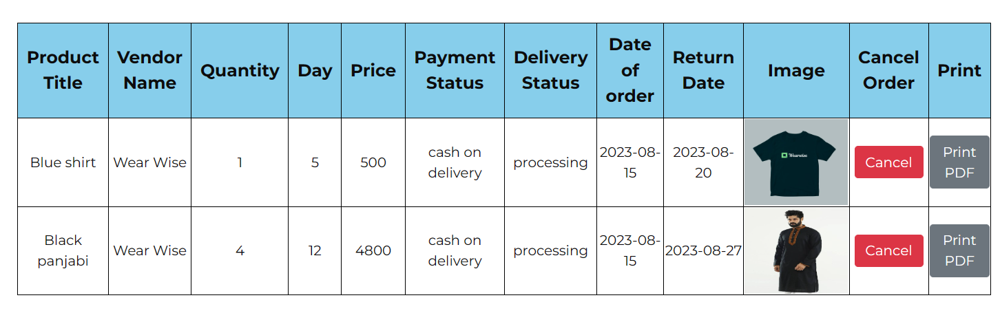 Product Title
Vendor Name
Quantity
Day
Price
Payment Status
Delivery Status
Date of order
Return Date
Image
Cancel Order
Print
Blue shirt
Wear Wise
1
5
500
cash on delivery
processing
2023-08-15
2023-08-20
Wearwise
Cancel
Print PDF
Black panjabi
Wear Wise
4
12
4800
cash on delivery
processing
2023-08-15
2023-08-27
Cancel
Print PDF